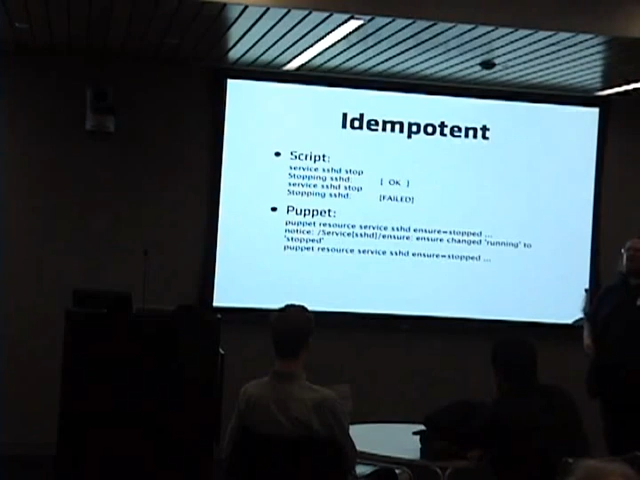 Idempotent
• Script:
service sshd stop
Stopping sshd: [ OK ]
service sshd stop
Stopping sshd: [FAILED]
• Puppet:
puppet resource service sshd ensure=stopped ...
notice: /Service[sshd]/ensure: ensure changed 'running' to
'stopped'
puppet resource service sshd ensure=stopped ...